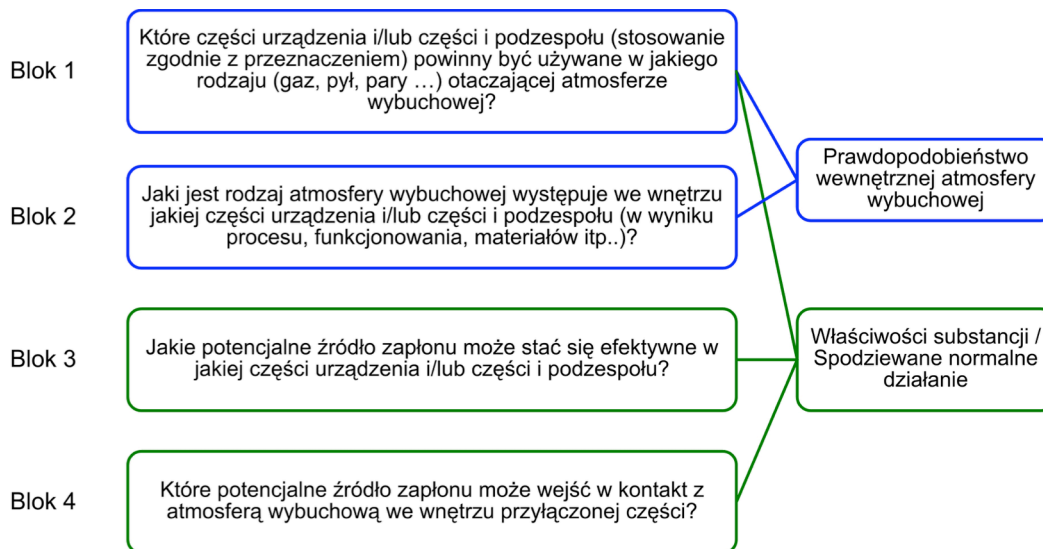 Blok 1
Które części urządzenia i/lub części i podzespołu (stosowanie
zgodnie z przeznaczeniem) powinny być używane w jakiego
rodzaju (gaz, pył, pary …) otaczającej atmosferze
wybuchowej?
Prawdopodobieństwo
wewnętrznej atmosfery
wybuchowej
Blok 2
Jaki jest rodzaj atmosfery wybuchowej występuje we wnętrzu
jakiej części urządzenia i/lub części i podzespołu (w wyniku
procesu, funkcjonowania, materiałów itp..)?
Blok 3
Jakie potencjalne źródło zapłonu może stać się efektywne w
jakiej części urządzenia i/lub części i podzespołu?
Właściwości substancji /
Spodziewane normalne
działanie
Blok 4
Które potencjalne źródło zapłonu może wejść w kontakt z
atmosferą wybuchową we wnętrzu przyłączonej części?